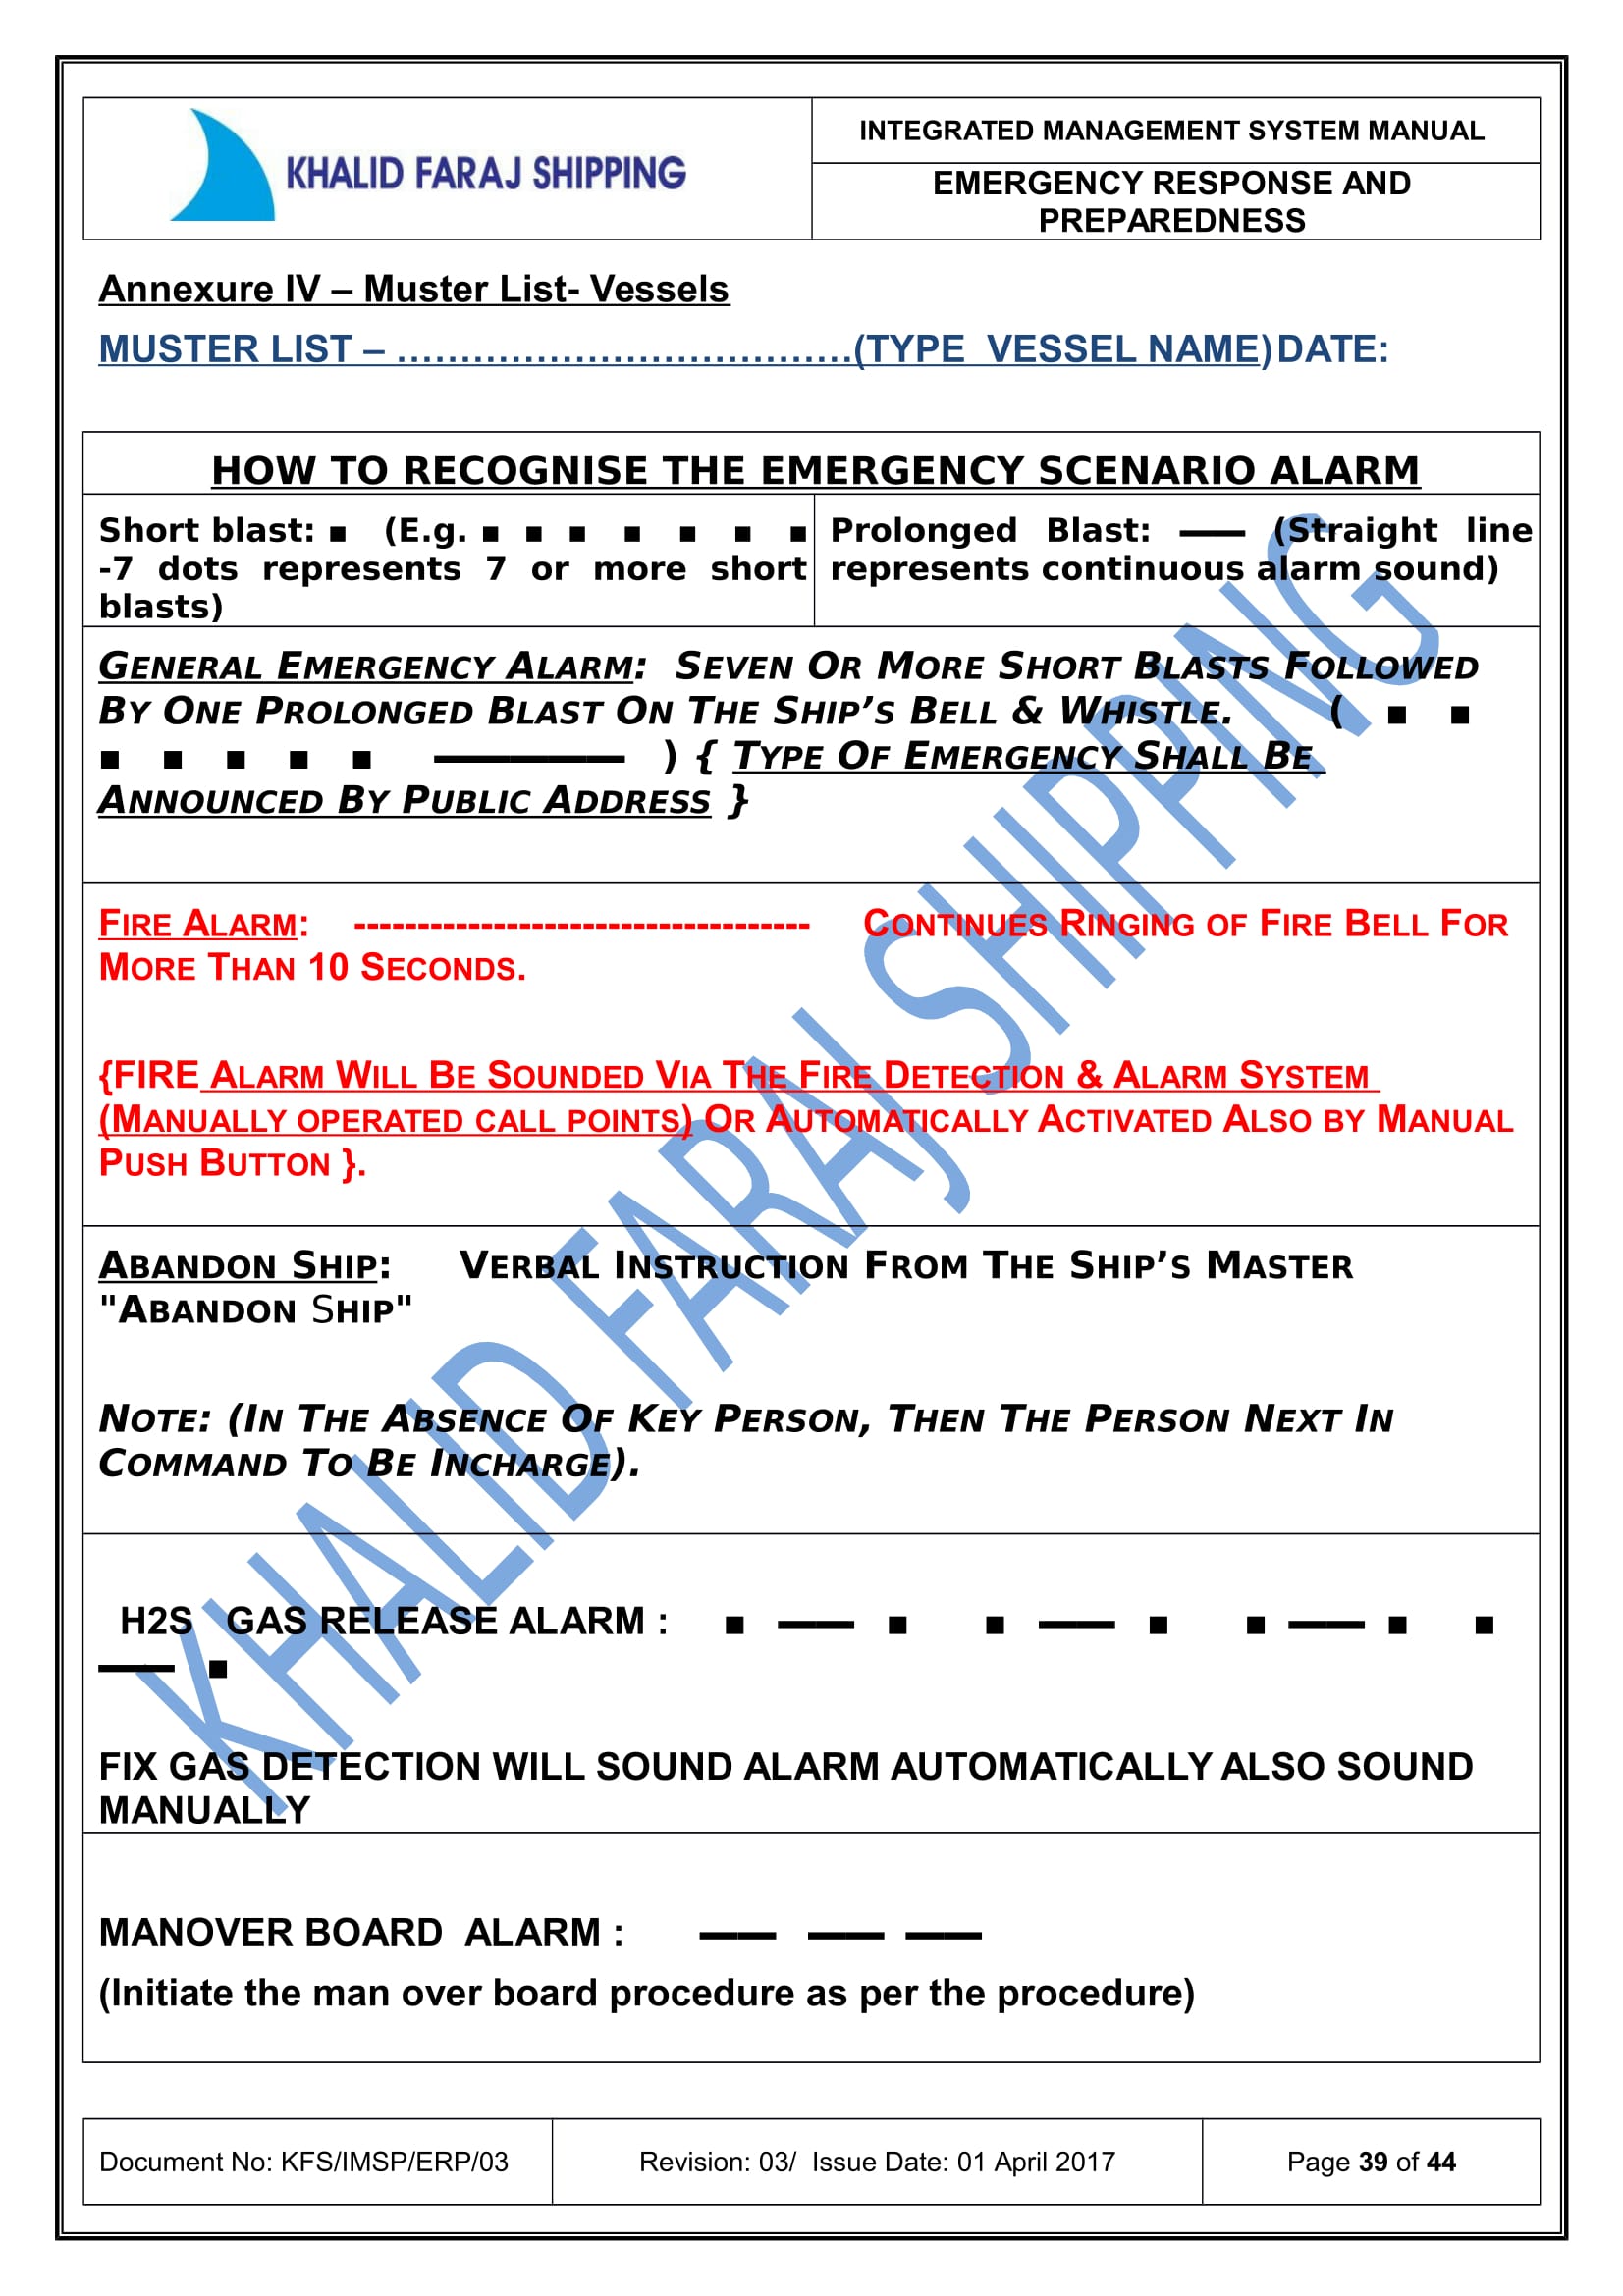 KHALID FARAJ SHIPPING
INTEGRATED MANAGEMENT SYSTEM MANUAL
EMERGENCY RESPONSE AND
PREPAREDNESS
Annexure IV – Muster List- Vessels
MUSTER LIST – ………………………………(TYPE  VESSEL NAME) DATE:
HOW TO RECOGNISE THE EMERGENCY SCENARIO ALARM
Short blast: ▪ (E.g. ▪ ▪ ▪ ▪ ▪ ▪ ▪
-7 dots represents 7 or more short
blasts)
Prolonged Blast: —— (Straight line
represents continuous alarm sound)
GENERAL EMERGENCY ALARM: SEVEN OR MORE SHORT BLASTS FOLLOWED
BY ONE PROLONGED BLAST ON THE SHIP’S BELL & WHISTLE. ( ▪ ▪
▪ ▪ ▪ ▪ ▪ ————— ) { TYPE OF EMERGENCY SHALL BE
ANNOUNCED BY PUBLIC ADDRESS }
FIRE ALARM: ------------------------------------ CONTINUES RINGING OF FIRE BELL FOR
MORE THAN 10 SECONDS.
{FIRE ALARM WILL BE SOUNDED VIA THE FIRE DETECTION & ALARM SYSTEM
(MANUALLY OPERATED CALL POINTS) OR AUTOMATICALLY ACTIVATED ALSO BY MANUAL
PUSH BUTTON }.
ABANDON SHIP: VERBAL INSTRUCTION FROM THE SHIP’S MASTER
"ABANDON SHIP"
NOTE: (IN THE ABSENCE OF KEY PERSON, THEN THE PERSON NEXT IN
COMMAND TO BE INCHARGE).
H2S GAS RELEASE ALARM : ▪ —— ▪ ▪ —— ▪ ▪ —— ▪ ▪
—— ▪
FIX GAS DETECTION WILL SOUND ALARM AUTOMATICALLY ALSO SOUND
MANUALLY
MANOVER BOARD ALARM : —— —— ——
(Initiate the man over board procedure as per the procedure)
KHALID FARAJ SHIPPING
Document No: KFS/IMSP/ERP/03
Revision: 03/ Issue Date: 01 April 2017
Page 39 of 44